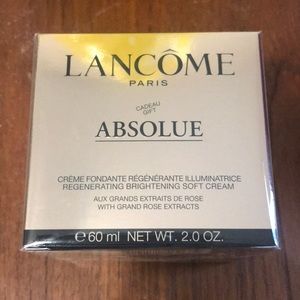 LANCÔME
PARIS
CADEAU
GIFT
ABSOLUE
CRÈME FONDANTE RÉGÉNÉRANTE ILLUMINATRICE
REGENERATING BRIGHTENING SOFT CREAM
AUX GRANDS EXTRAITS DE ROSE
WITH GRAND ROSE EXTRACTS
℮ 60 ml NET WT. 2.0 OZ.